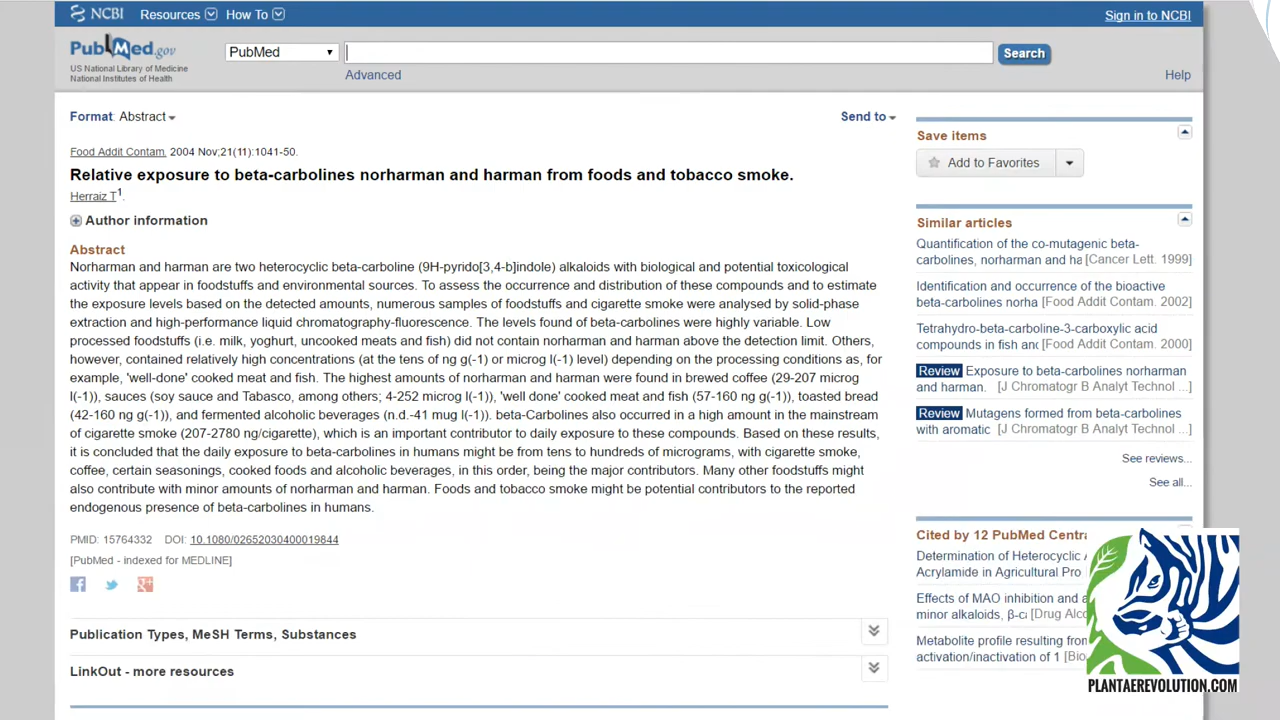 NCBI Resources How To Sign in to NCBI
PubMed.gov
US National Library of Medicine
National Institutes of Health
PubMed
Search
Advanced
Help
Format: Abstract
Send to
Food Addit Contam. 2004 Nov;21(11):1041-50.
Relative exposure to beta-carbolines norharman and harman from foods and tobacco smoke.
Herraiz T1.
Author information
Abstract
Norharman and harman are two heterocyclic beta-carboline (9H-pyrido[3,4-b]indole) alkaloids with biological and potential toxicological
activity that appear in foodstuffs and environmental sources. To assess the occurrence and distribution of these compounds and to estimate
the exposure levels based on the detected amounts, numerous samples of foodstuffs and cigarette smoke were analysed by solid-phase
extraction and high-performance liquid chromatography-fluorescence. The levels found of beta-carbolines were highly variable. Low
processed foodstuffs (i.e. milk, yoghurt, uncooked meats and fish) did not contain norharman and harman above the detection limit. Others,
however, contained relatively high concentrations (at the tens of ng g(-1) or microg l(-1) level) depending on the processing conditions as, for
example, 'well-done' cooked meat and fish. The highest amounts of norharman and harman were found in brewed coffee (29-207 microg
l(-1)), sauces (soy sauce and Tabasco, among others; 4-252 microg l(-1)), 'well done' cooked meat and fish (57-160 ng g(-1)), toasted bread
(42-160 ng g(-1)), and fermented alcoholic beverages (n.d.-41 mug l(-1)). beta-Carbolines also occurred in a high amount in the mainstream
of cigarette smoke (207-2780 ng/cigarette), which is an important contributor to daily exposure to these compounds. Based on these results,
it is concluded that the daily exposure to beta-carbolines in humans might be from tens to hundreds of micrograms, with cigarette smoke,
coffee, certain seasonings, cooked foods and alcoholic beverages, in this order, being the major contributors. Many other foodstuffs might
also contribute with minor amounts of norharman and harman. Foods and tobacco smoke might be potential contributors to the reported
endogenous presence of beta-carbolines in humans.
PMID: 15764332 DOI: 10.1080/02652030400019844
[PubMed - indexed for MEDLINE]
Publication Types, MeSH Terms, Substances
LinkOut - more resources
Save items
Add to Favorites
Similar articles
Quantification of the co-mutagenic beta-
carbolines, norharman and ha [Cancer Lett. 1999]
Identification and occurrence of the bioactive
beta-carbolines norha [Food Addit Contam. 2002]
Tetrahydro-beta-carboline-3-carboxylic acid
compounds in fish and [Food Addit Contam. 2000]
Review Exposure to beta-carbolines norharman
and harman. [J Chromatogr B Analyt Technol ...]
Review Mutagens formed from beta-carbolines
with aromatic [J Chromatogr B Analyt Technol ...]
See reviews...
See all...
Cited by 12 PubMed Centra
Determination of Heterocyclic
Acrylamide in Agricultural Pro
Effects of MAO inhibition and a
minor alkaloids, β-ca [Drug Alco
Metabolite profile resulting from
activation/inactivation of 1 [Bio
PLANTAEREVOLUTION.COM